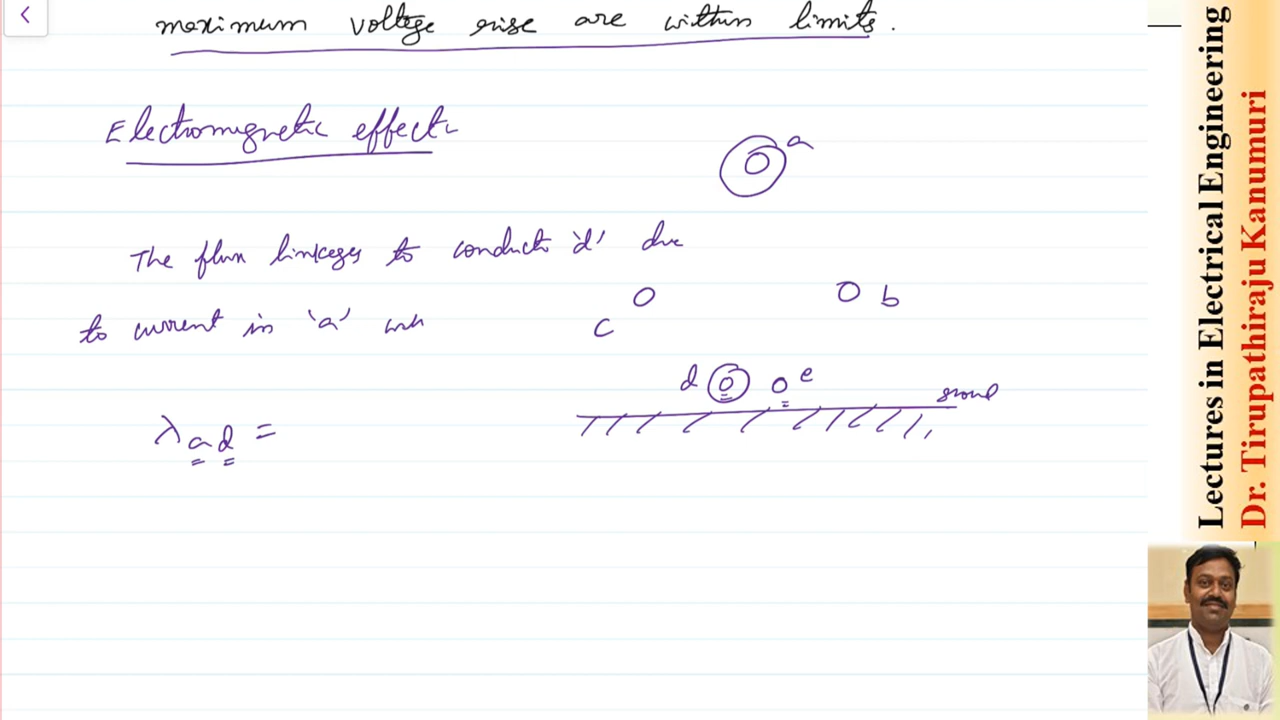 maximum voltage rise are within limits.
Electromagnetic effect
a
The flux linkages to conductor 'd' due
b
to current in 'a'
c
d
e
ground
λad =
Lectures in Electrical Engineering
Dr. Tirupathiraju Kanumuri